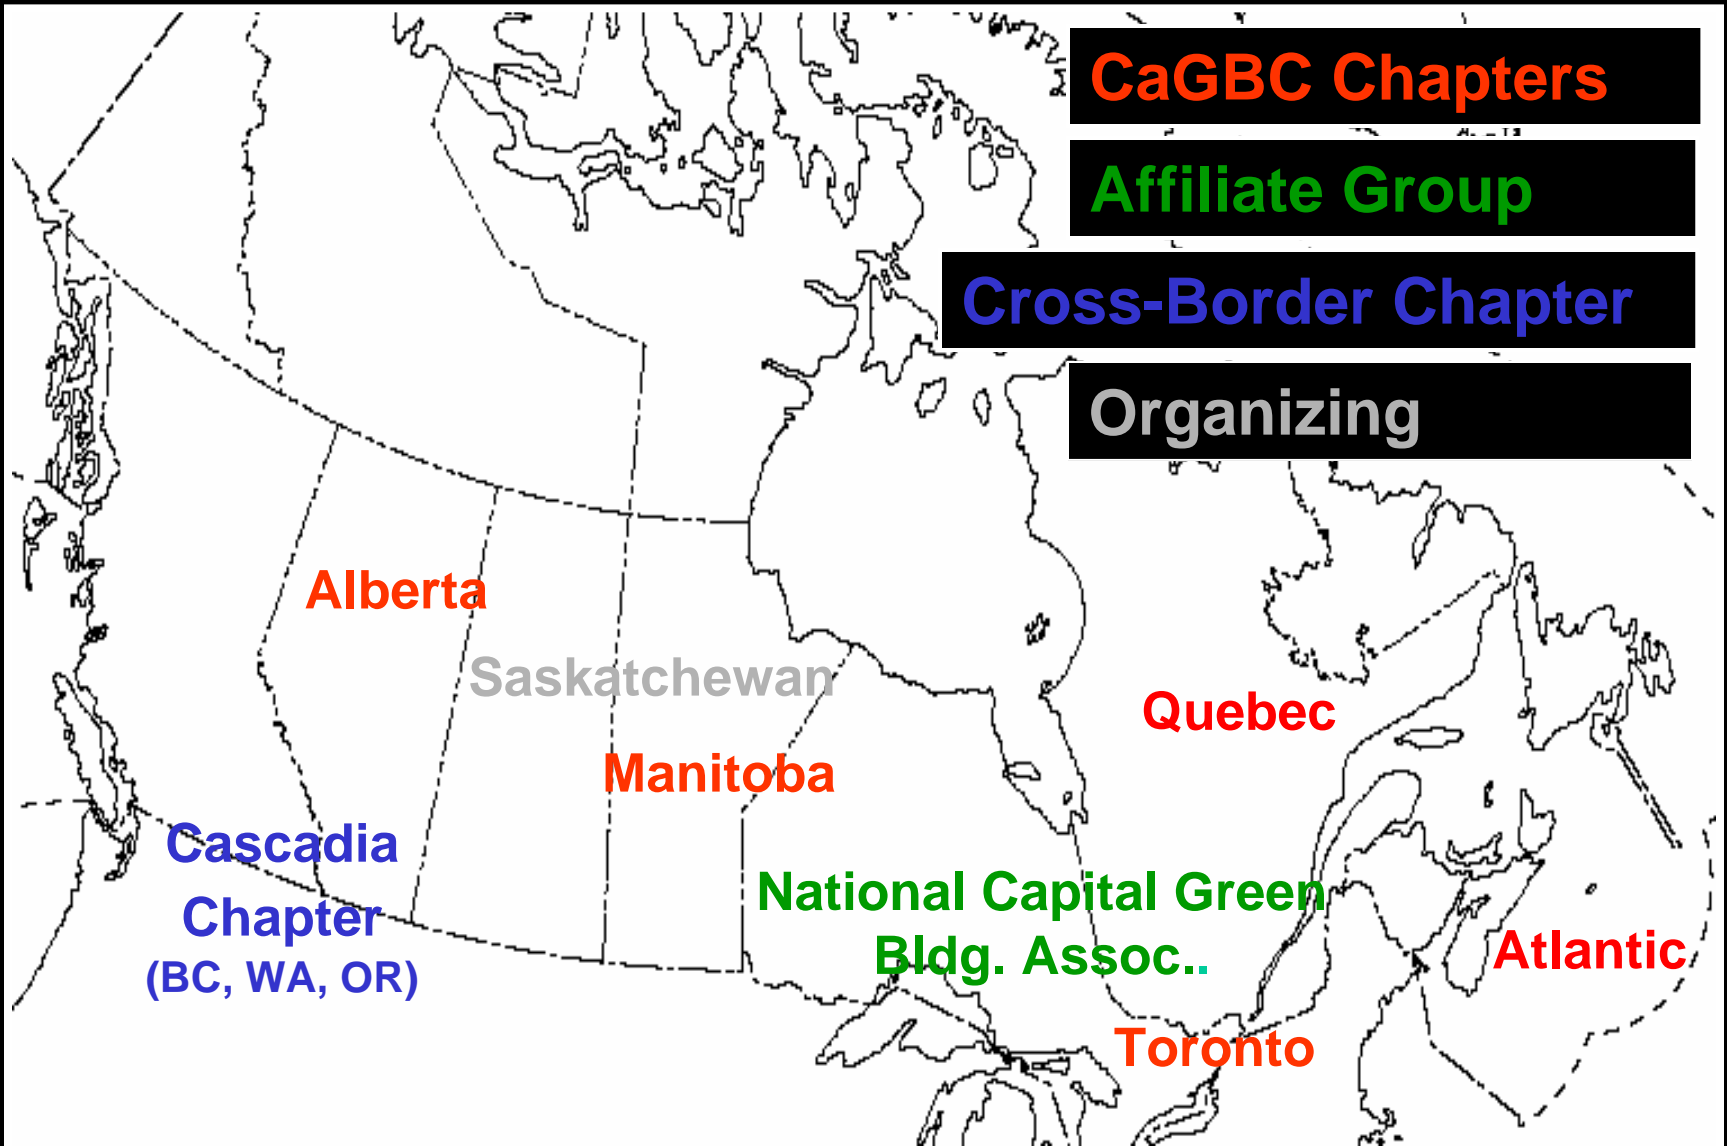 CaGBC Chapters
Affiliate Group
Cross-Border Chapter
Organizing
Alberta
Saskatchewan
Quebec
Manitoba
Cascadia
Chapter
(BC, WA, OR)
National Capital Green
Bldg. Assoc..
Atlantic
Toronto